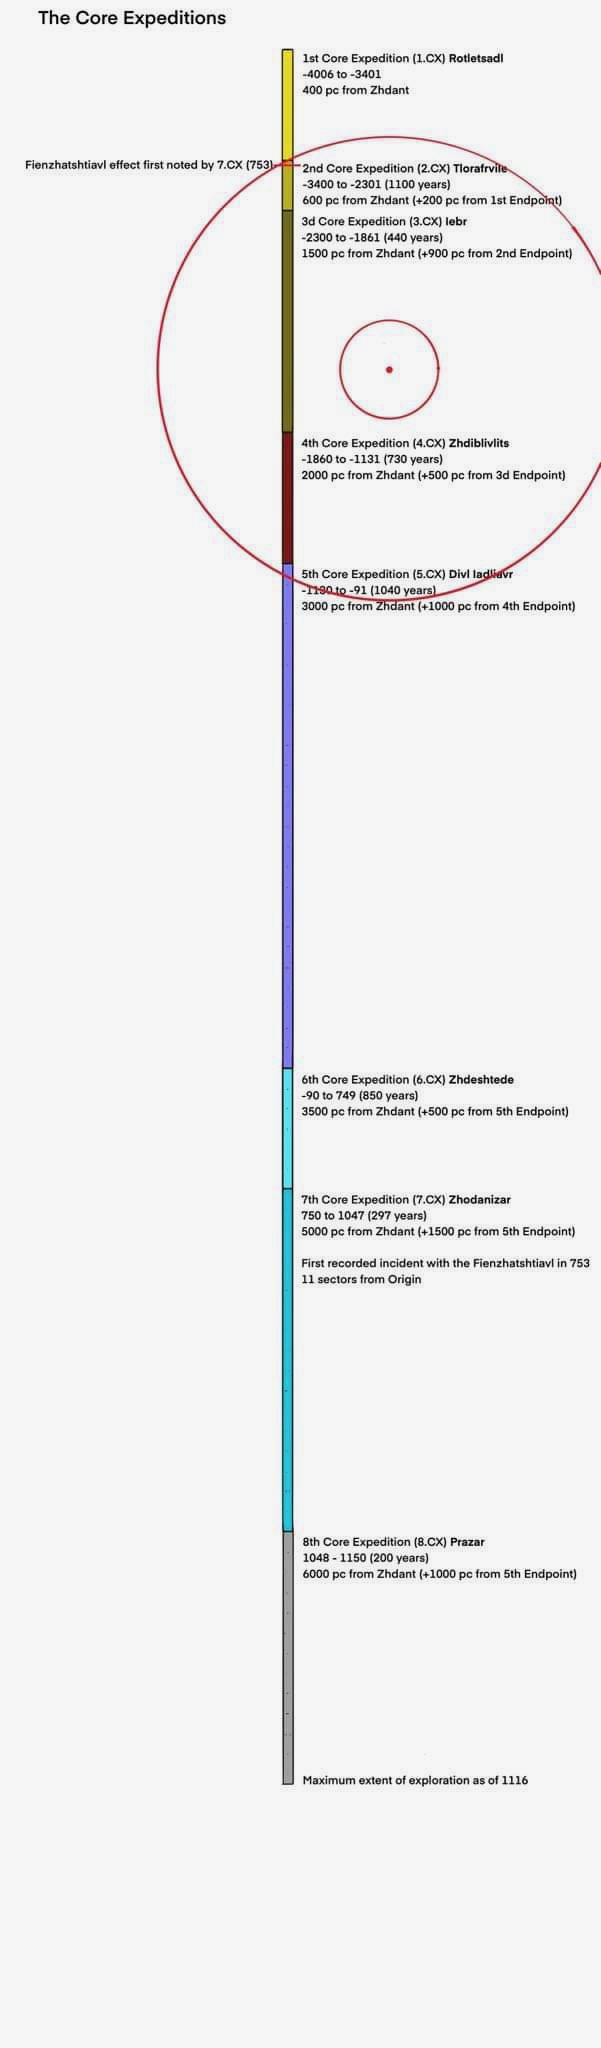 The Core Expeditions
1st Core Expedition (1.CX) Rotletsadl
-4006 to -3401
400 pc from Zhdant
Fienzhatshtiavl effect first noted by 7.CX (753)
2nd Core Expedition (2.CX) Tlorafrvile
-3400 to -2301 (1100 years)
600 pc from Zhdant (+200 pc from 1st Endpoint)
3d Core Expedition (3.CX) Iebr
-2300 to -1861 (440 years)
1500 pc from Zhdant (+900 pc from 2nd Endpoint)
4th Core Expedition (4.CX) Zhdiblivlits
-1860 to -1131 (730 years)
2000 pc from Zhdant (+500 pc from 3d Endpoint)
5th Core Expedition (5.CX) Divl Iadliavr
-1130 to -91 (1040 years)
3000 pc from Zhdant (+1000 pc from 4th Endpoint)
6th Core Expedition (6.CX) Zhdeshtede
-90 to 749 (850 years)
3500 pc from Zhdant (+500 pc from 5th Endpoint)
7th Core Expedition (7.CX) Zhodanizar
750 to 1047 (297 years)
5000 pc from Zhdant (+1500 pc from 5th Endpoint)
First recorded incident with the Fienzhatshtiavl in 753
11 sectors from Origin
8th Core Expedition (8.CX) Prazar
1048 - 1150 (200 years)
6000 pc from Zhdant (+1000 pc from 5th Endpoint)
Maximum extent of exploration as of 1116